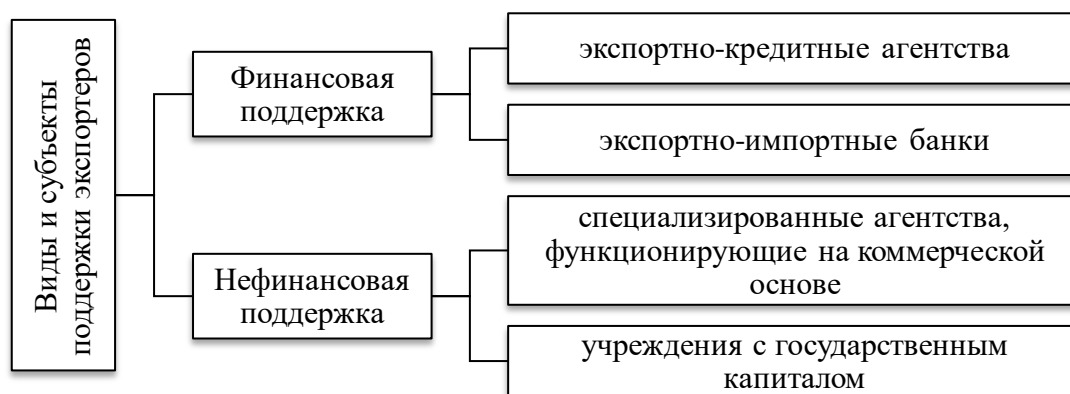 Виды и субъекты
поддержки экспортеров
Финансовая
поддержка
экспортно-кредитные агентства
экспортно-импортные банки
Нефинансовая
поддержка
специализированные агентства,
функционирующие на коммерческой
основе
учреждения с государственным
капиталом